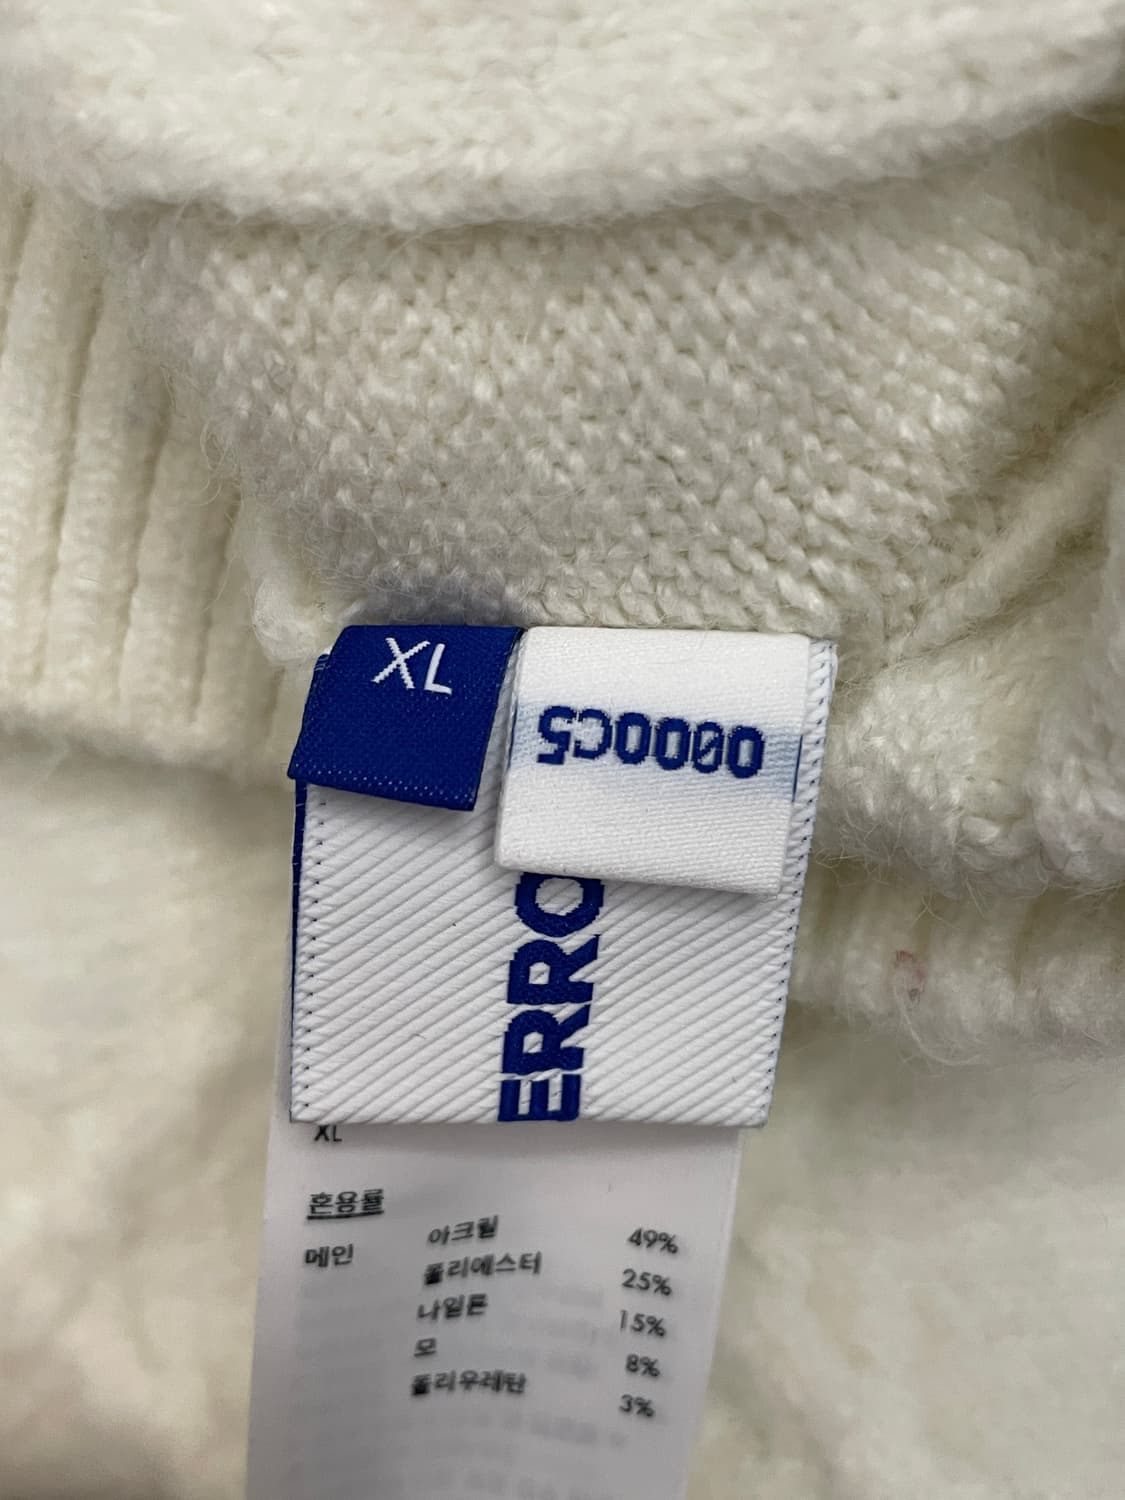 XL
ERRO
XL
혼용률
메인 아크릴 49%
폴리에스터 25%
나일론 15%
모 8%
폴리우레탄 3%